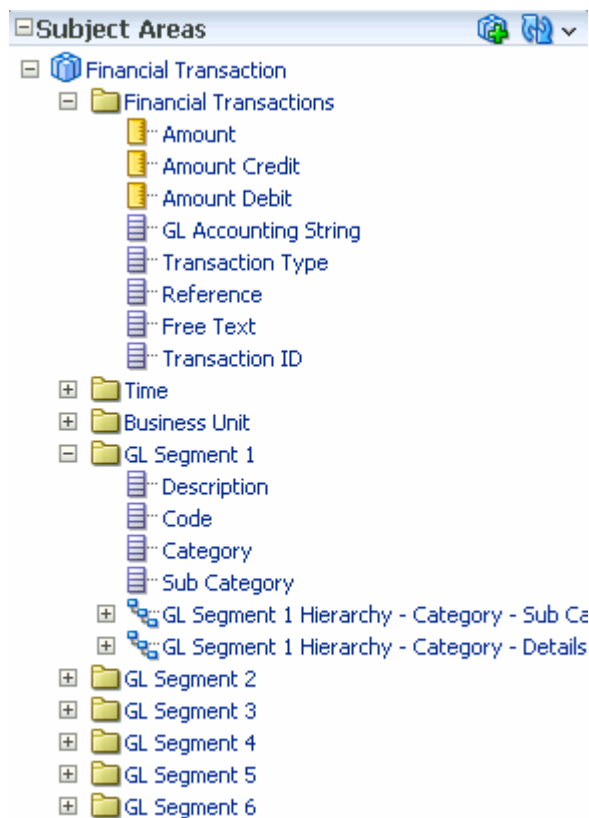 Subject Areas
Financial Transaction
Financial Transactions
Amount
Amount Credit
Amount Debit
GL Accounting String
Transaction Type
Reference
Free Text
Transaction ID
Time
Business Unit
GL Segment 1
Description
Code
Category
Sub Category
GL Segment 1 Hierarchy - Category - Sub Ca
GL Segment 1 Hierarchy - Category - Details
GL Segment 2
GL Segment 3
GL Segment 4
GL Segment 5
GL Segment 6